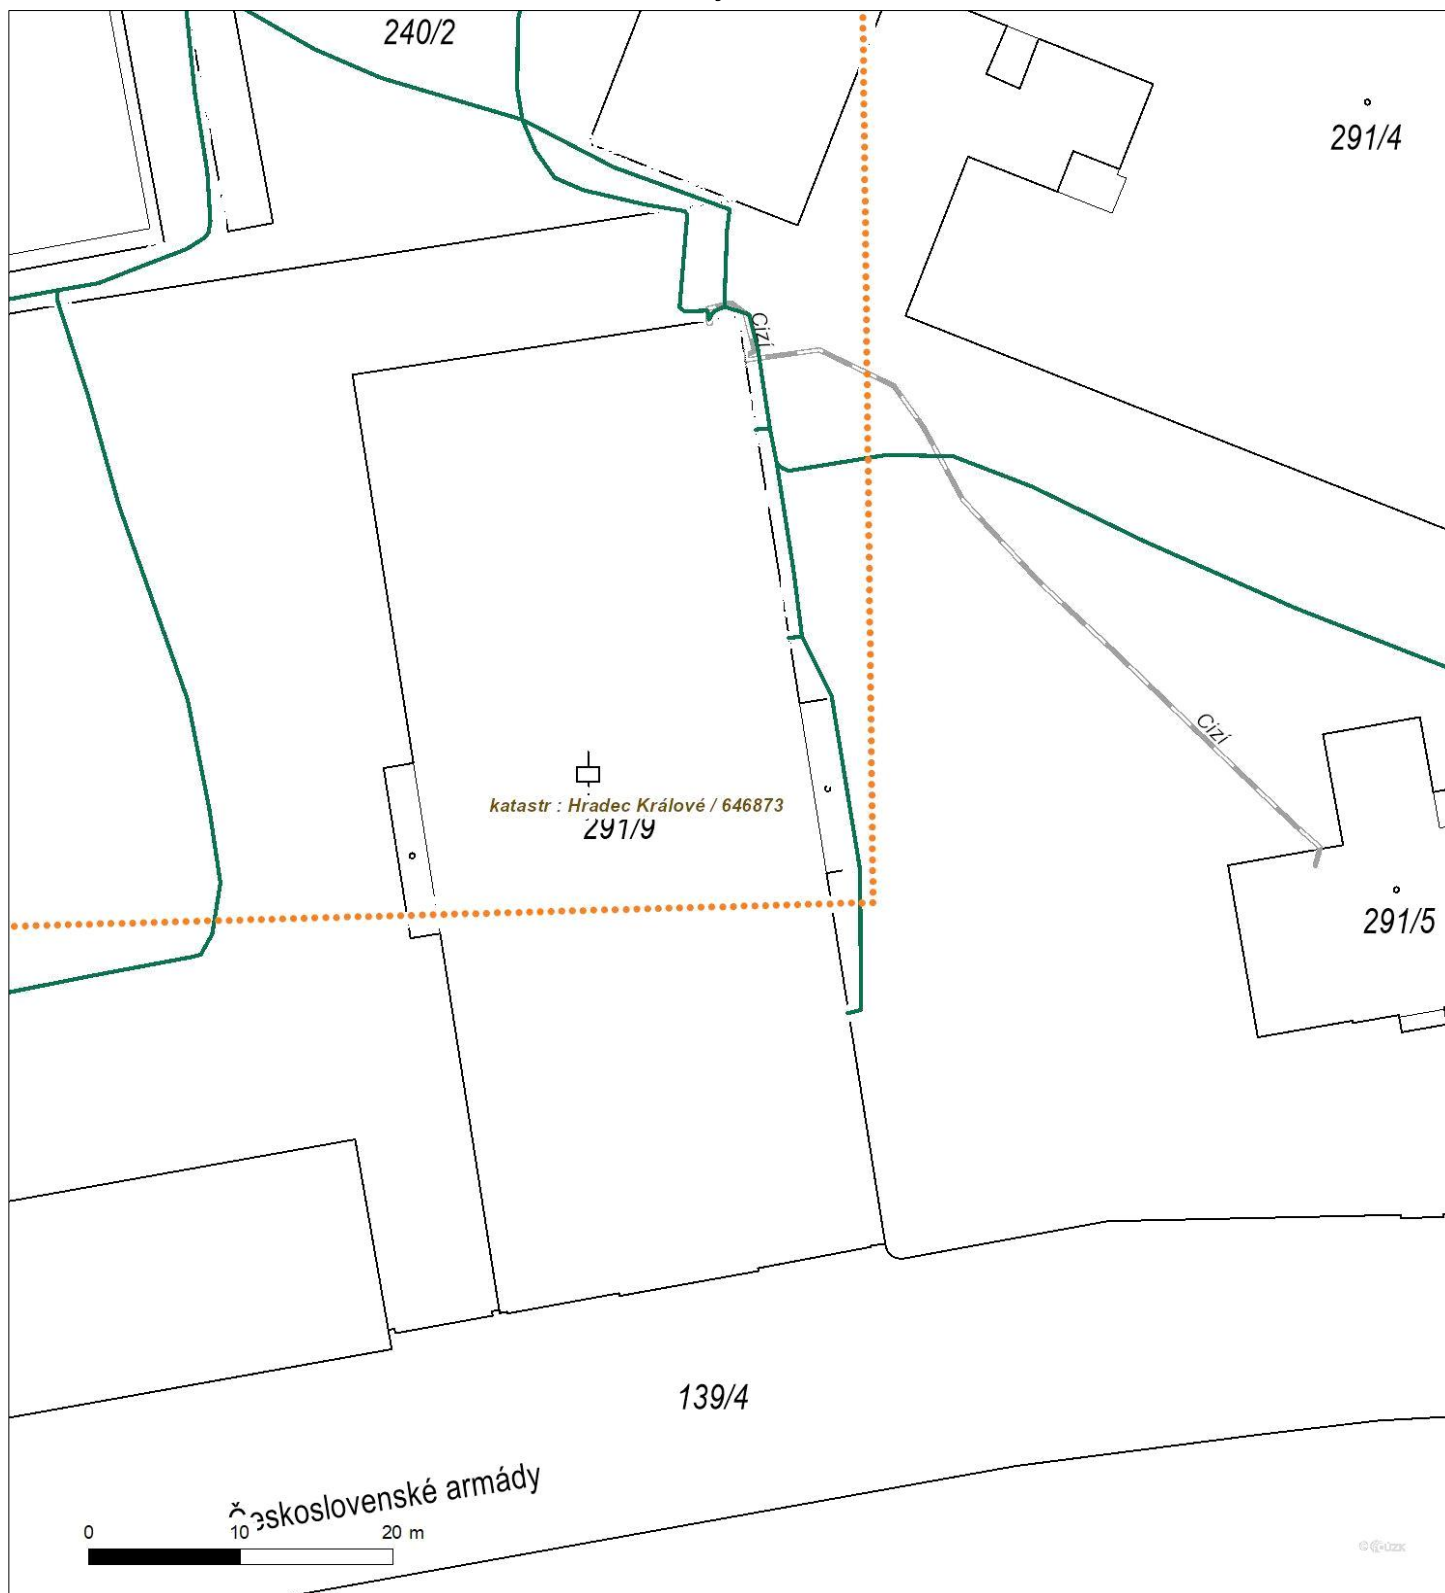 240/2
291/4
Cizí
Cizí
katastr : Hradec Králové / 646873
291/9
291/5
139/4
Československé armády
0 10 20 m